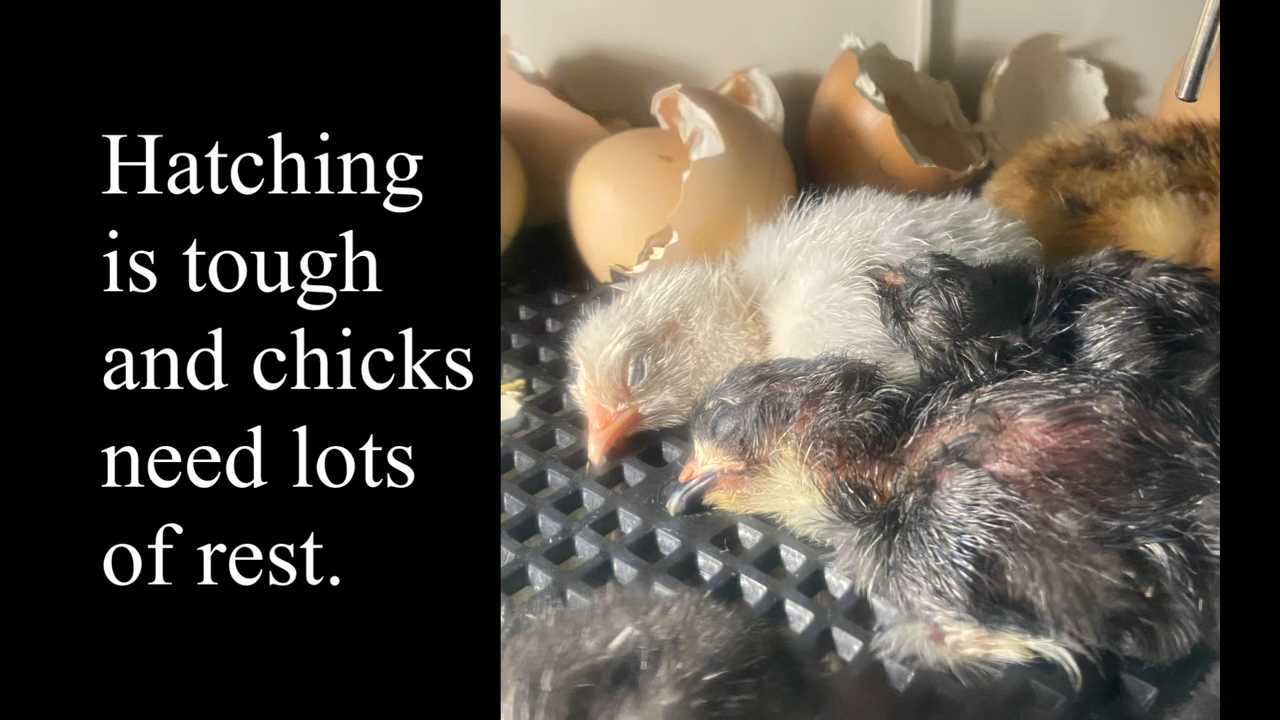 Hatching
is tough
and chicks
need lots
of rest.